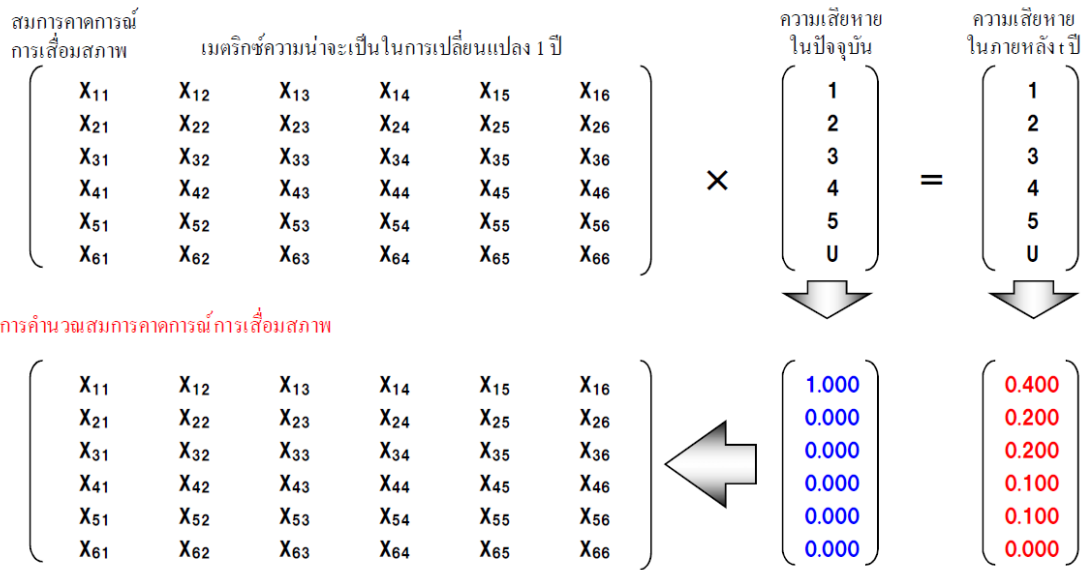 สมการคาดการณ์
การเสื่อมสภาพ
เมตริกซ์ความน่าจะเป็นในการเปลี่ยนแปลง 1 ปี
ความเสียหาย
ในปัจจุบัน
ความเสียหาย
ในภายหลัง t ปี
X11 X12 X13 X14 X15 X16 1 1
X21 X22 X23 X24 X25 X26 2 2
X31 X32 X33 X34 X35 X36 3 3
X41 X42 X43 X44 X45 X46 × 4 = 4
X51 X52 X53 X54 X55 X56 5 5
X61 X62 X63 X64 X65 X66 U U
การคำนวณสมการคาดการณ์การเสื่อมสภาพ
X11 X12 X13 X14 X15 X16 1.000 0.400
X21 X22 X23 X24 X25 X26 0.000 0.200
X31 X32 X33 X34 X35 X36 0.000 0.200
X41 X42 X43 X44 X45 X46 0.000 0.100
X51 X52 X53 X54 X55 X56 0.000 0.100
X61 X62 X63 X64 X65 X66 0.000 0.000